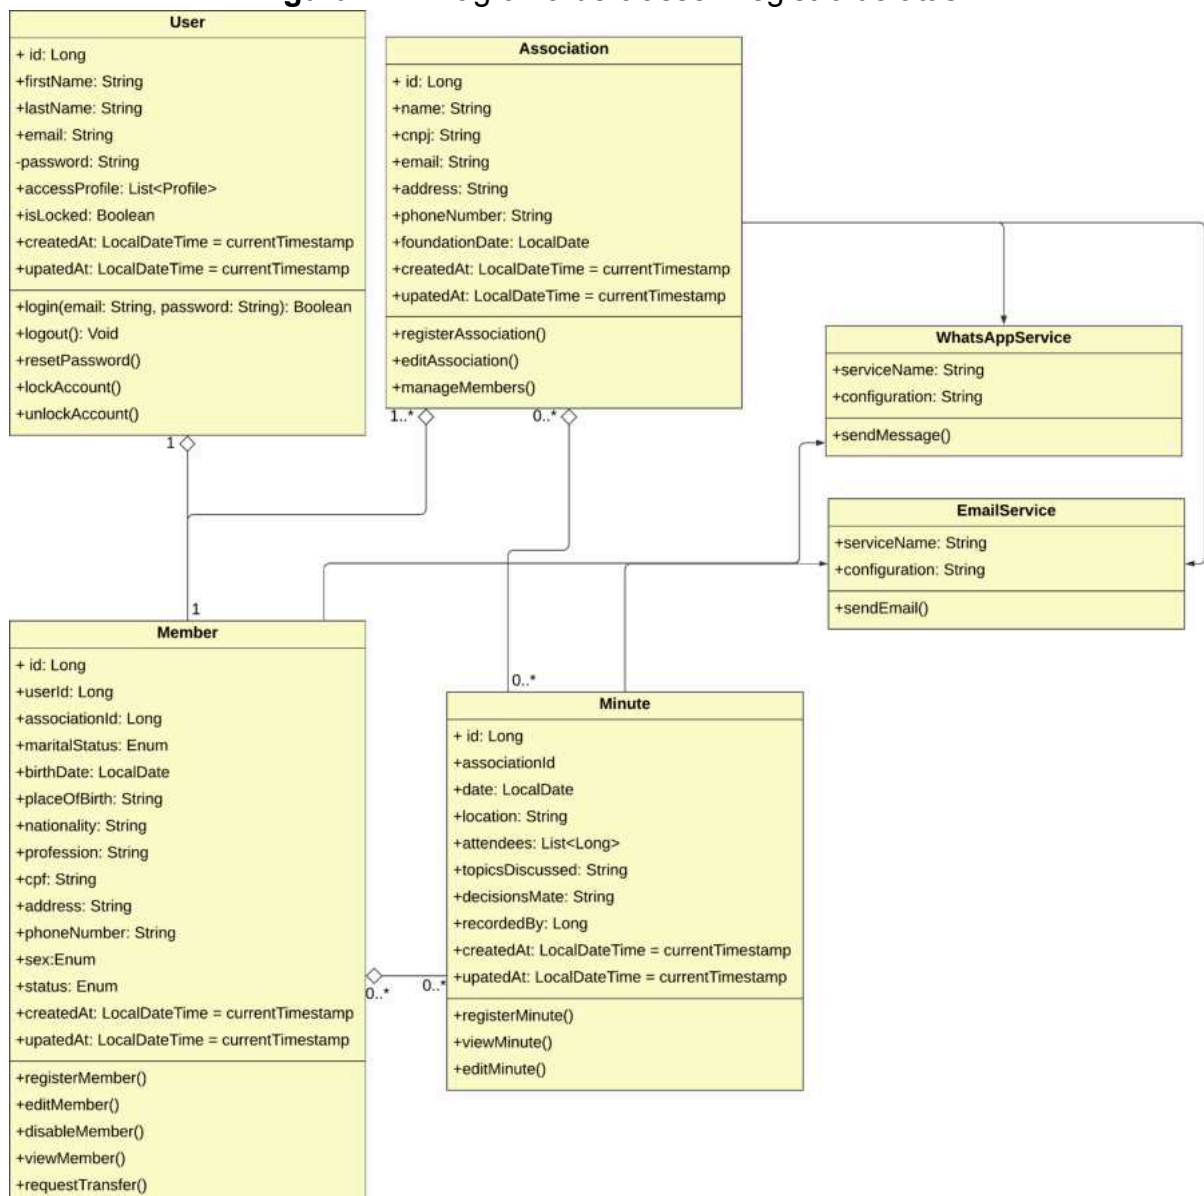 User
+ id: Long
+firstName: String
+lastName: String
+email: String
-password: String
+accessProfile: List<Profile>
+isLocked: Boolean
+createdAt: LocalDateTime = currentTimestamp
+upatedAt: LocalDateTime = currentTimestamp
+login(email: String, password: String): Boolean
+logout(): Void
+resetPassword()
+lockAccount()
+unlockAccount()
1
Association
+ id: Long
+name: String
+cnpj: String
+email: String
+address: String
+phoneNumber: String
+foundationDate: LocalDate
+createdAt: LocalDateTime = currentTimestamp
+upatedAt: LocalDateTime = currentTimestamp
+registerAssociation()
+editAssociation()
+manageMembers()
1..*
0..*
WhatsAppService
+serviceName: String
+configuration: String
+sendMessage()
EmailService
+serviceName: String
+configuration: String
+sendEmail()
1
Member
+ id: Long
+userId: Long
+associationId: Long
+maritalStatus: Enum
+birthDate: LocalDate
+placeOfBirth: String
+nationality: String
+profession: String
+cpf: String
+address: String
+phoneNumber: String
+sex:Enum
+status: Enum
+createdAt: LocalDateTime = currentTimestamp
+upatedAt: LocalDateTime = currentTimestamp
+registerMember()
+editMember()
+disableMember()
+viewMember()
+requestTransfer()
0..*
0..*
0..*
Minute
+ id: Long
+associationId
+date: LocalDate
+location: String
+attendees: List<Long>
+topicsDiscussed: String
+decisionsMate: String
+recordedBy: Long
+createdAt: LocalDateTime = currentTimestamp
+upatedAt: LocalDateTime = currentTimestamp
+registerMinute()
+viewMinute()
+editMinute()